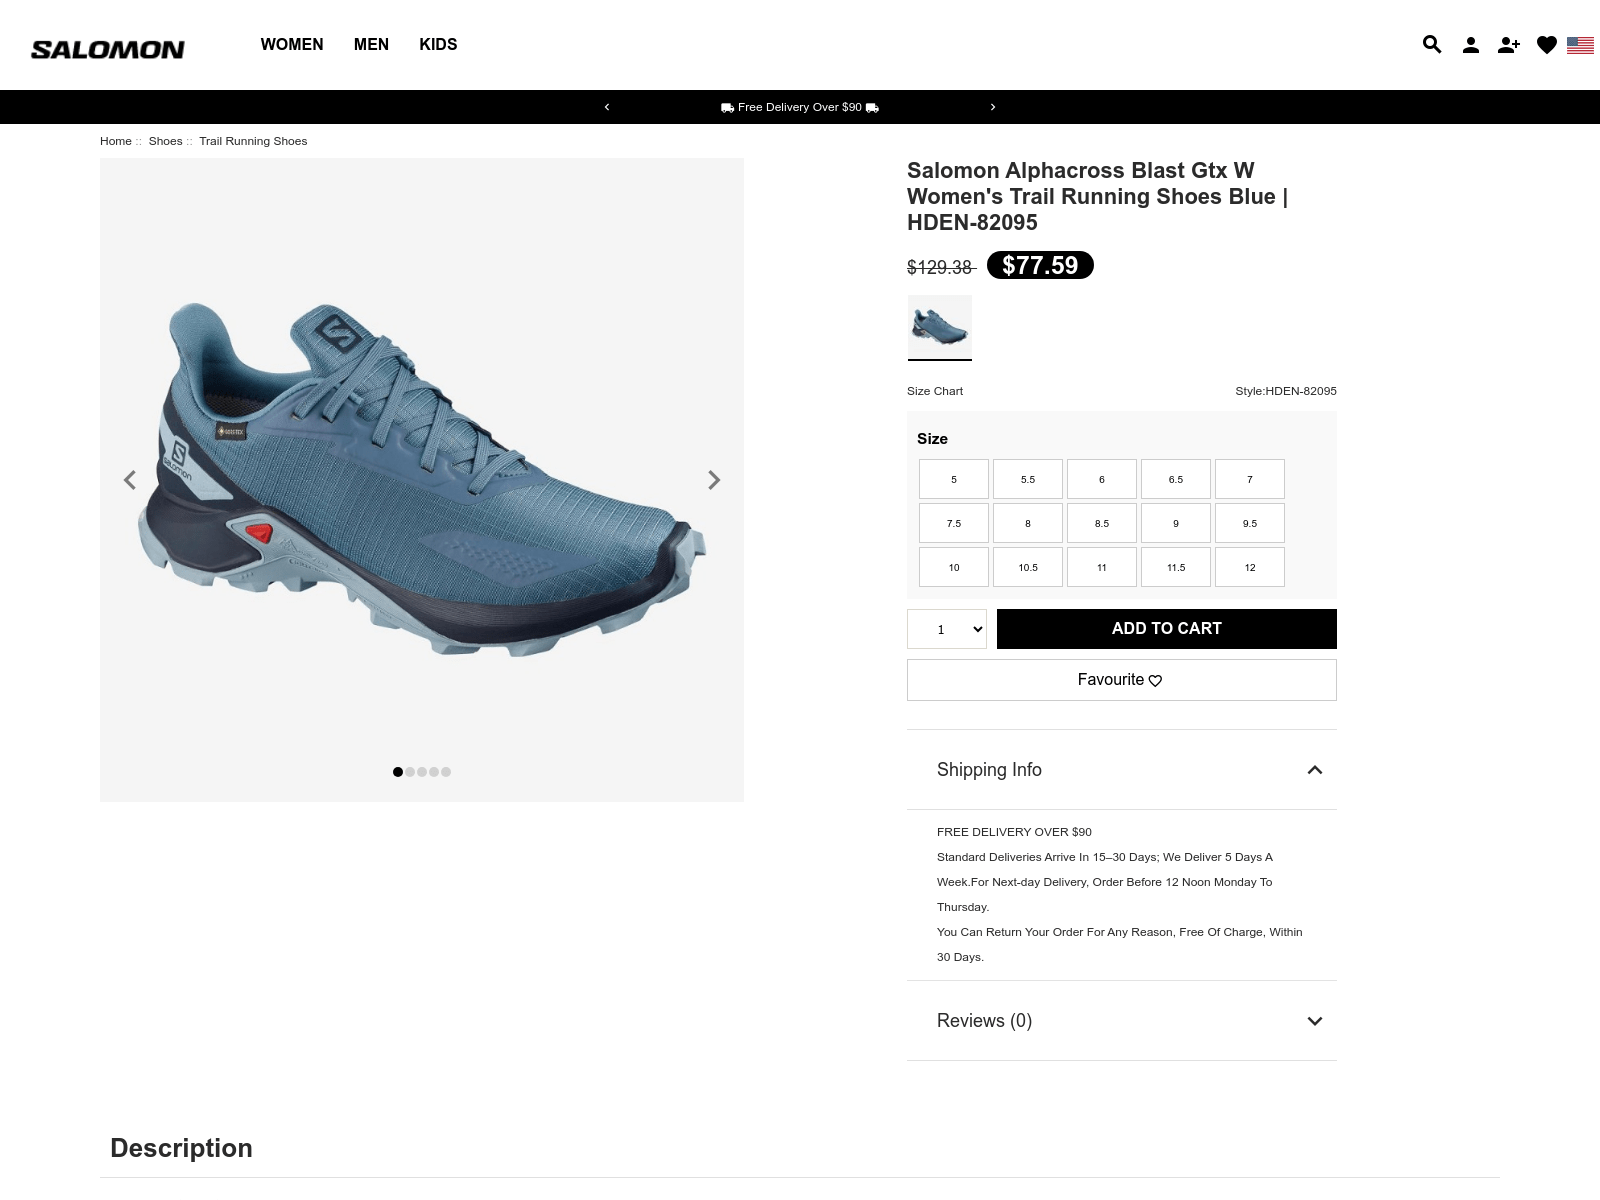 SALOMON
WOMEN
MEN
KIDS
Free Delivery Over $90
Home :: Shoes :: Trail Running Shoes
Salomon Alphacross Blast Gtx W
Women's Trail Running Shoes Blue |
HDEN-82095
$129.38 $77.59
Size Chart
Style:HDEN-82095
Size
5 5.5 6 6.5 7
7.5 8 8.5 9 9.5
10 10.5 11 11.5 12
1
ADD TO CART
Favourite
Shipping Info
FREE DELIVERY OVER $90
Standard Deliveries Arrive In 15–30 Days; We Deliver 5 Days A
Week.For Next-day Delivery, Order Before 12 Noon Monday To
Thursday.
You Can Return Your Order For Any Reason, Free Of Charge, Within
30 Days.
Reviews (0)
Description
GORE-TEX
salomon